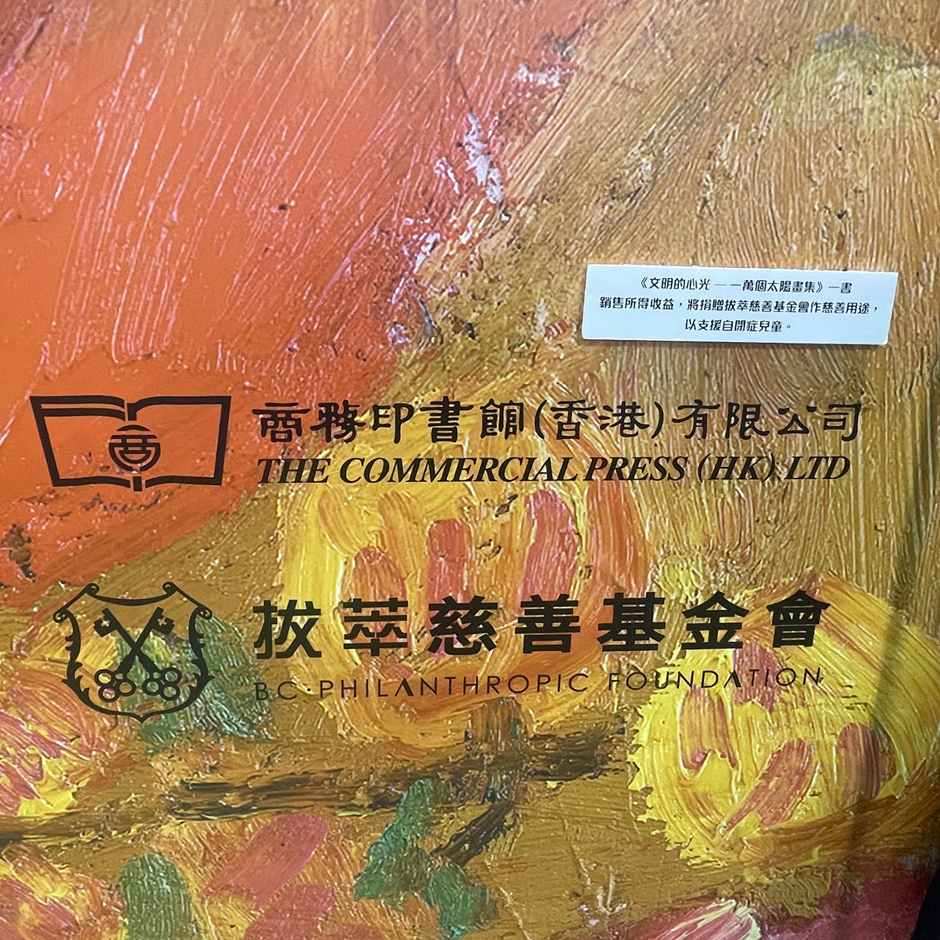 《文明的心光 — 一萬個太陽畫集》一書
銷售所得收益，將捐贈拔萃慈善基金會作慈善用途，
以支援自閉症兒童。
商
商務印書館(香港)有限公司
THE COMMERCIAL PRESS (HK) LTD
拔萃慈善基金會
BC·PHILANTHROPIC FOUNDATION